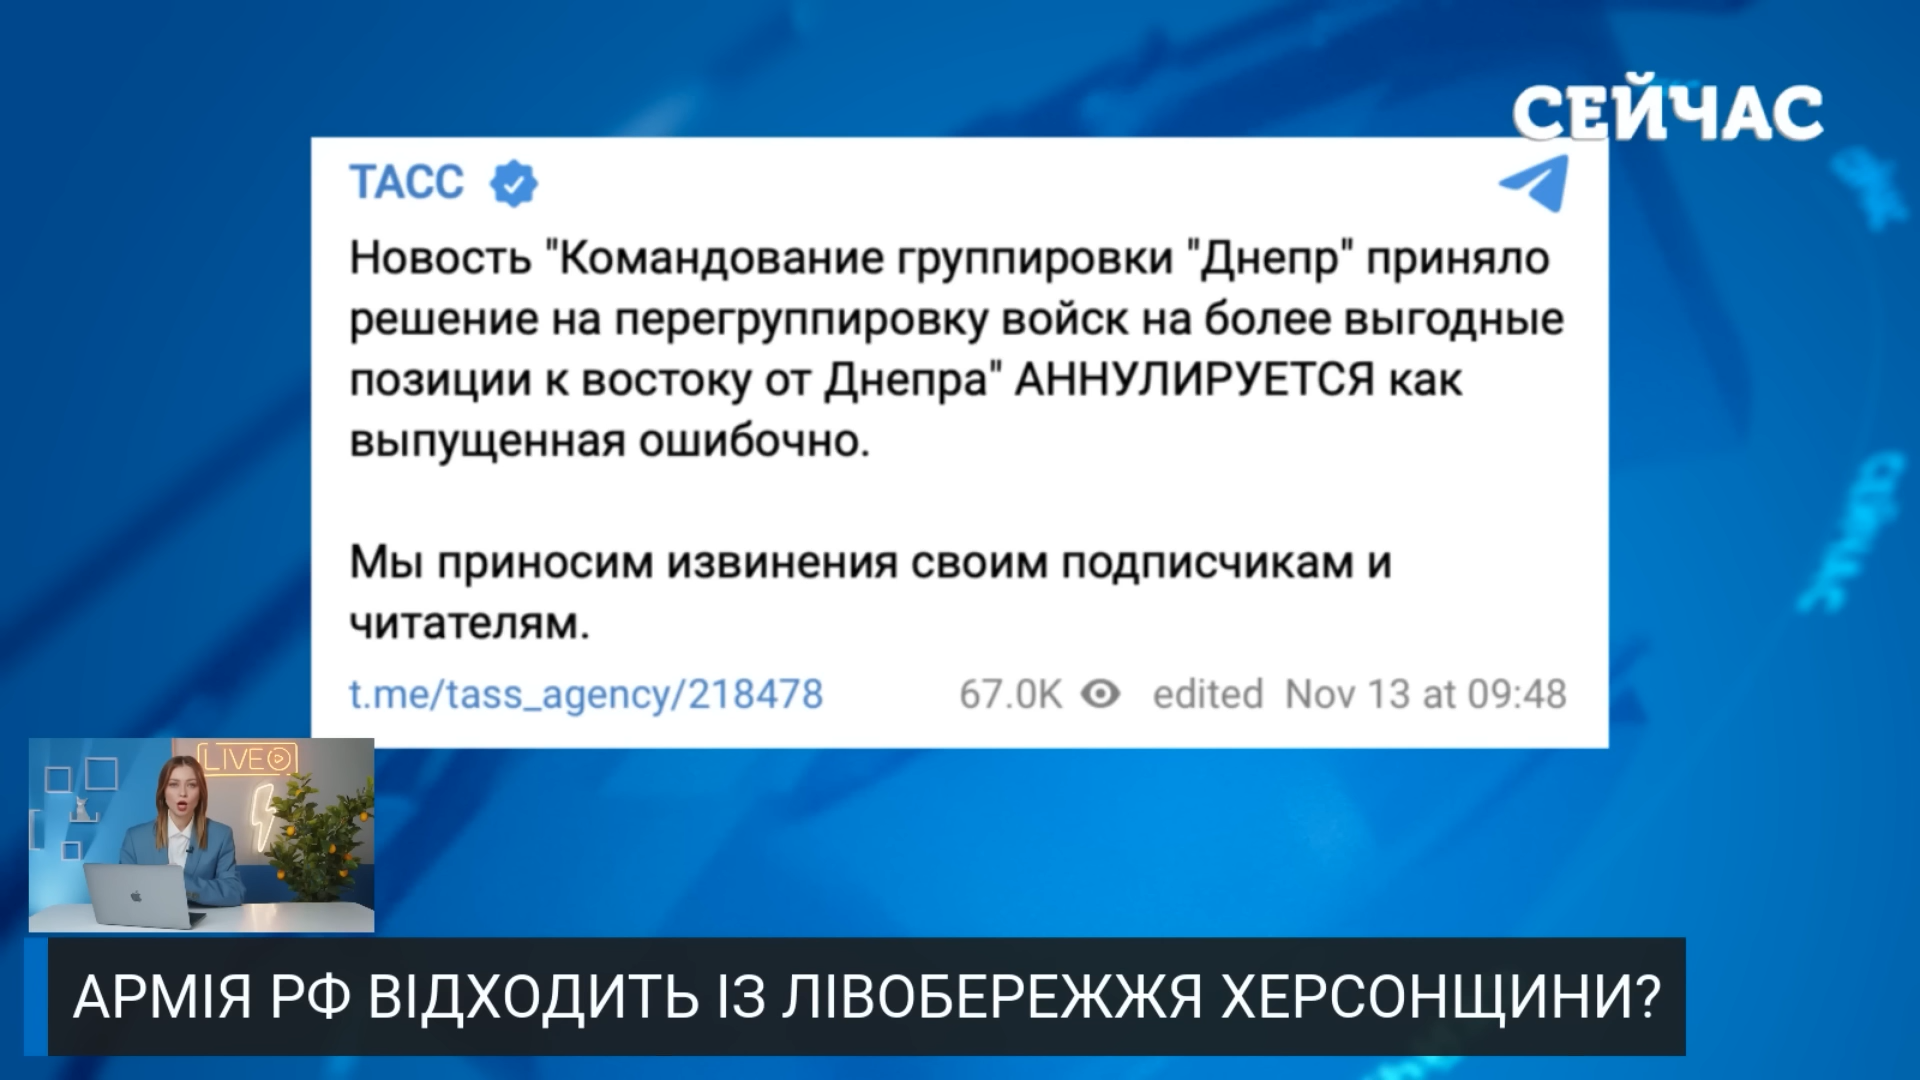 СЕЙЧАС
ТАСС
Новость "Командование группировки "Днепр" приняло
решение на перегруппировку войск на более выгодные
позиции к востоку от Днепра" АННУЛИРУЕТСЯ как
выпущенная ошибочно.
Мы приносим извинения своим подписчикам и
читателям.
t.me/tass_agency/218478
67.0K edited Nov 13 at 09:48
LIVE
АРМІЯ РФ ВІДХОДИТЬ ІЗ ЛІВОБЕРЕЖЖЯ ХЕРСОНЩИНИ?